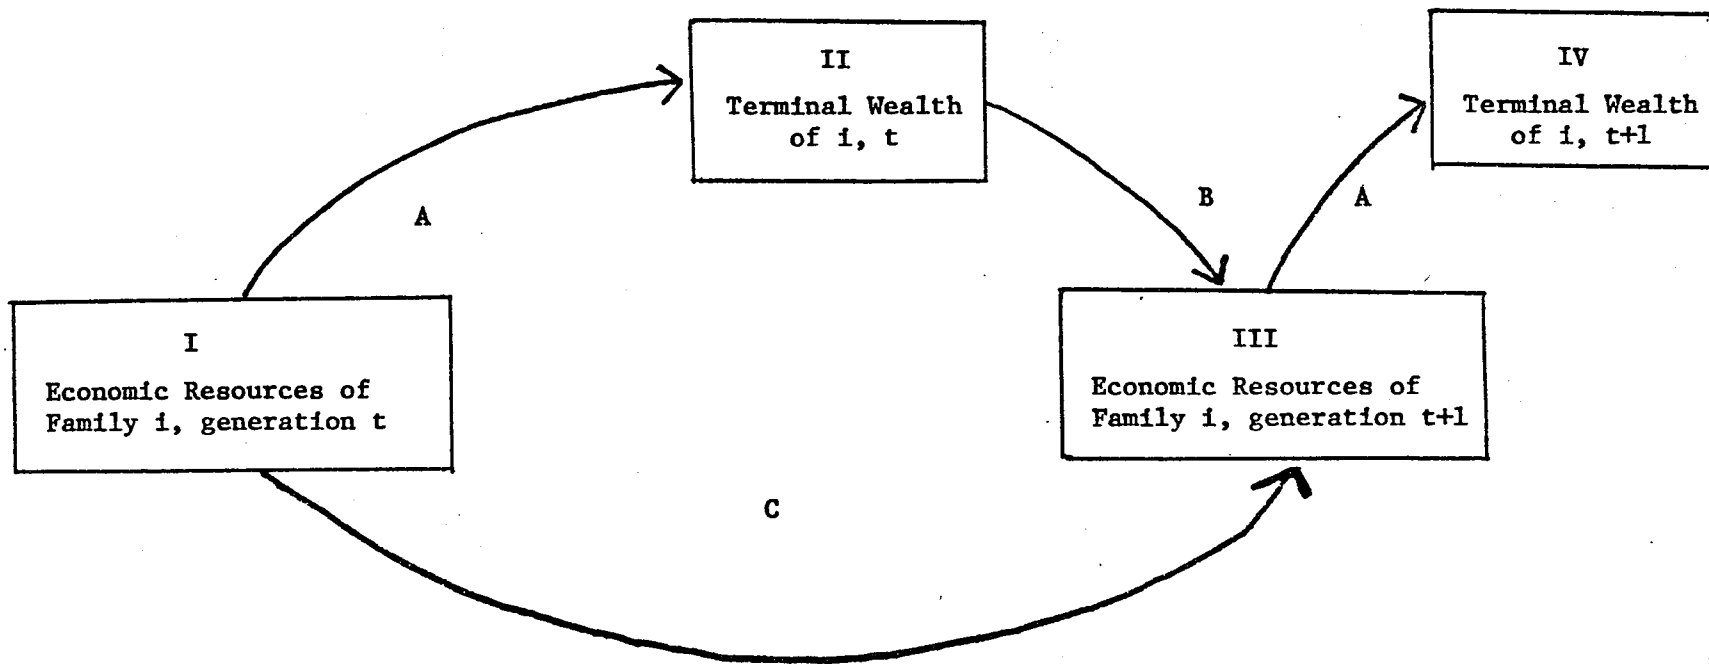 II
Terminal Wealth
of i, t
IV
Terminal Wealth
of i, t+1
A
B
A
I
Economic Resources of
Family i, generation t
III
Economic Resources of
Family i, generation t+1
C